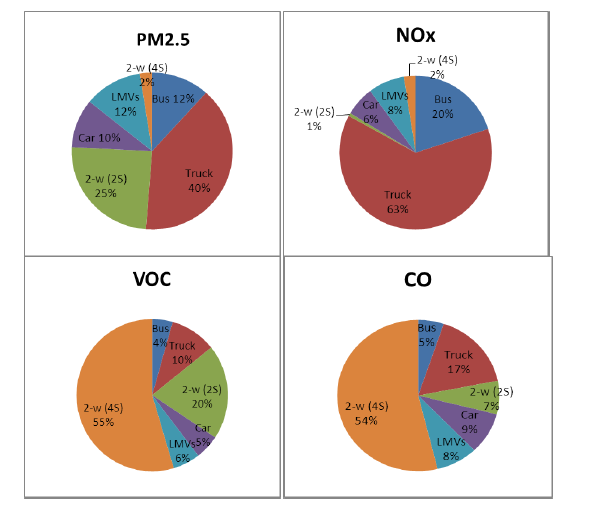 PM2.5
2-w (4S)
2%
Bus 12%
LMVs
12%
Car 10%
2-w (2S)
25%
Truck
40%
NOx
2-w (4S)
2%
Bus
20%
LMVs
8%
Car
6%
2-w (2S)
1%
Truck
63%
VOC
Bus
4%
Truck
10%
2-w (2S)
20%
Car
5%
LMVs
6%
2-w (4S)
55%
CO
Bus
5%
Truck
17%
2-w (2S)
7%
Car
9%
LMVs
8%
2-w (4S)
54%